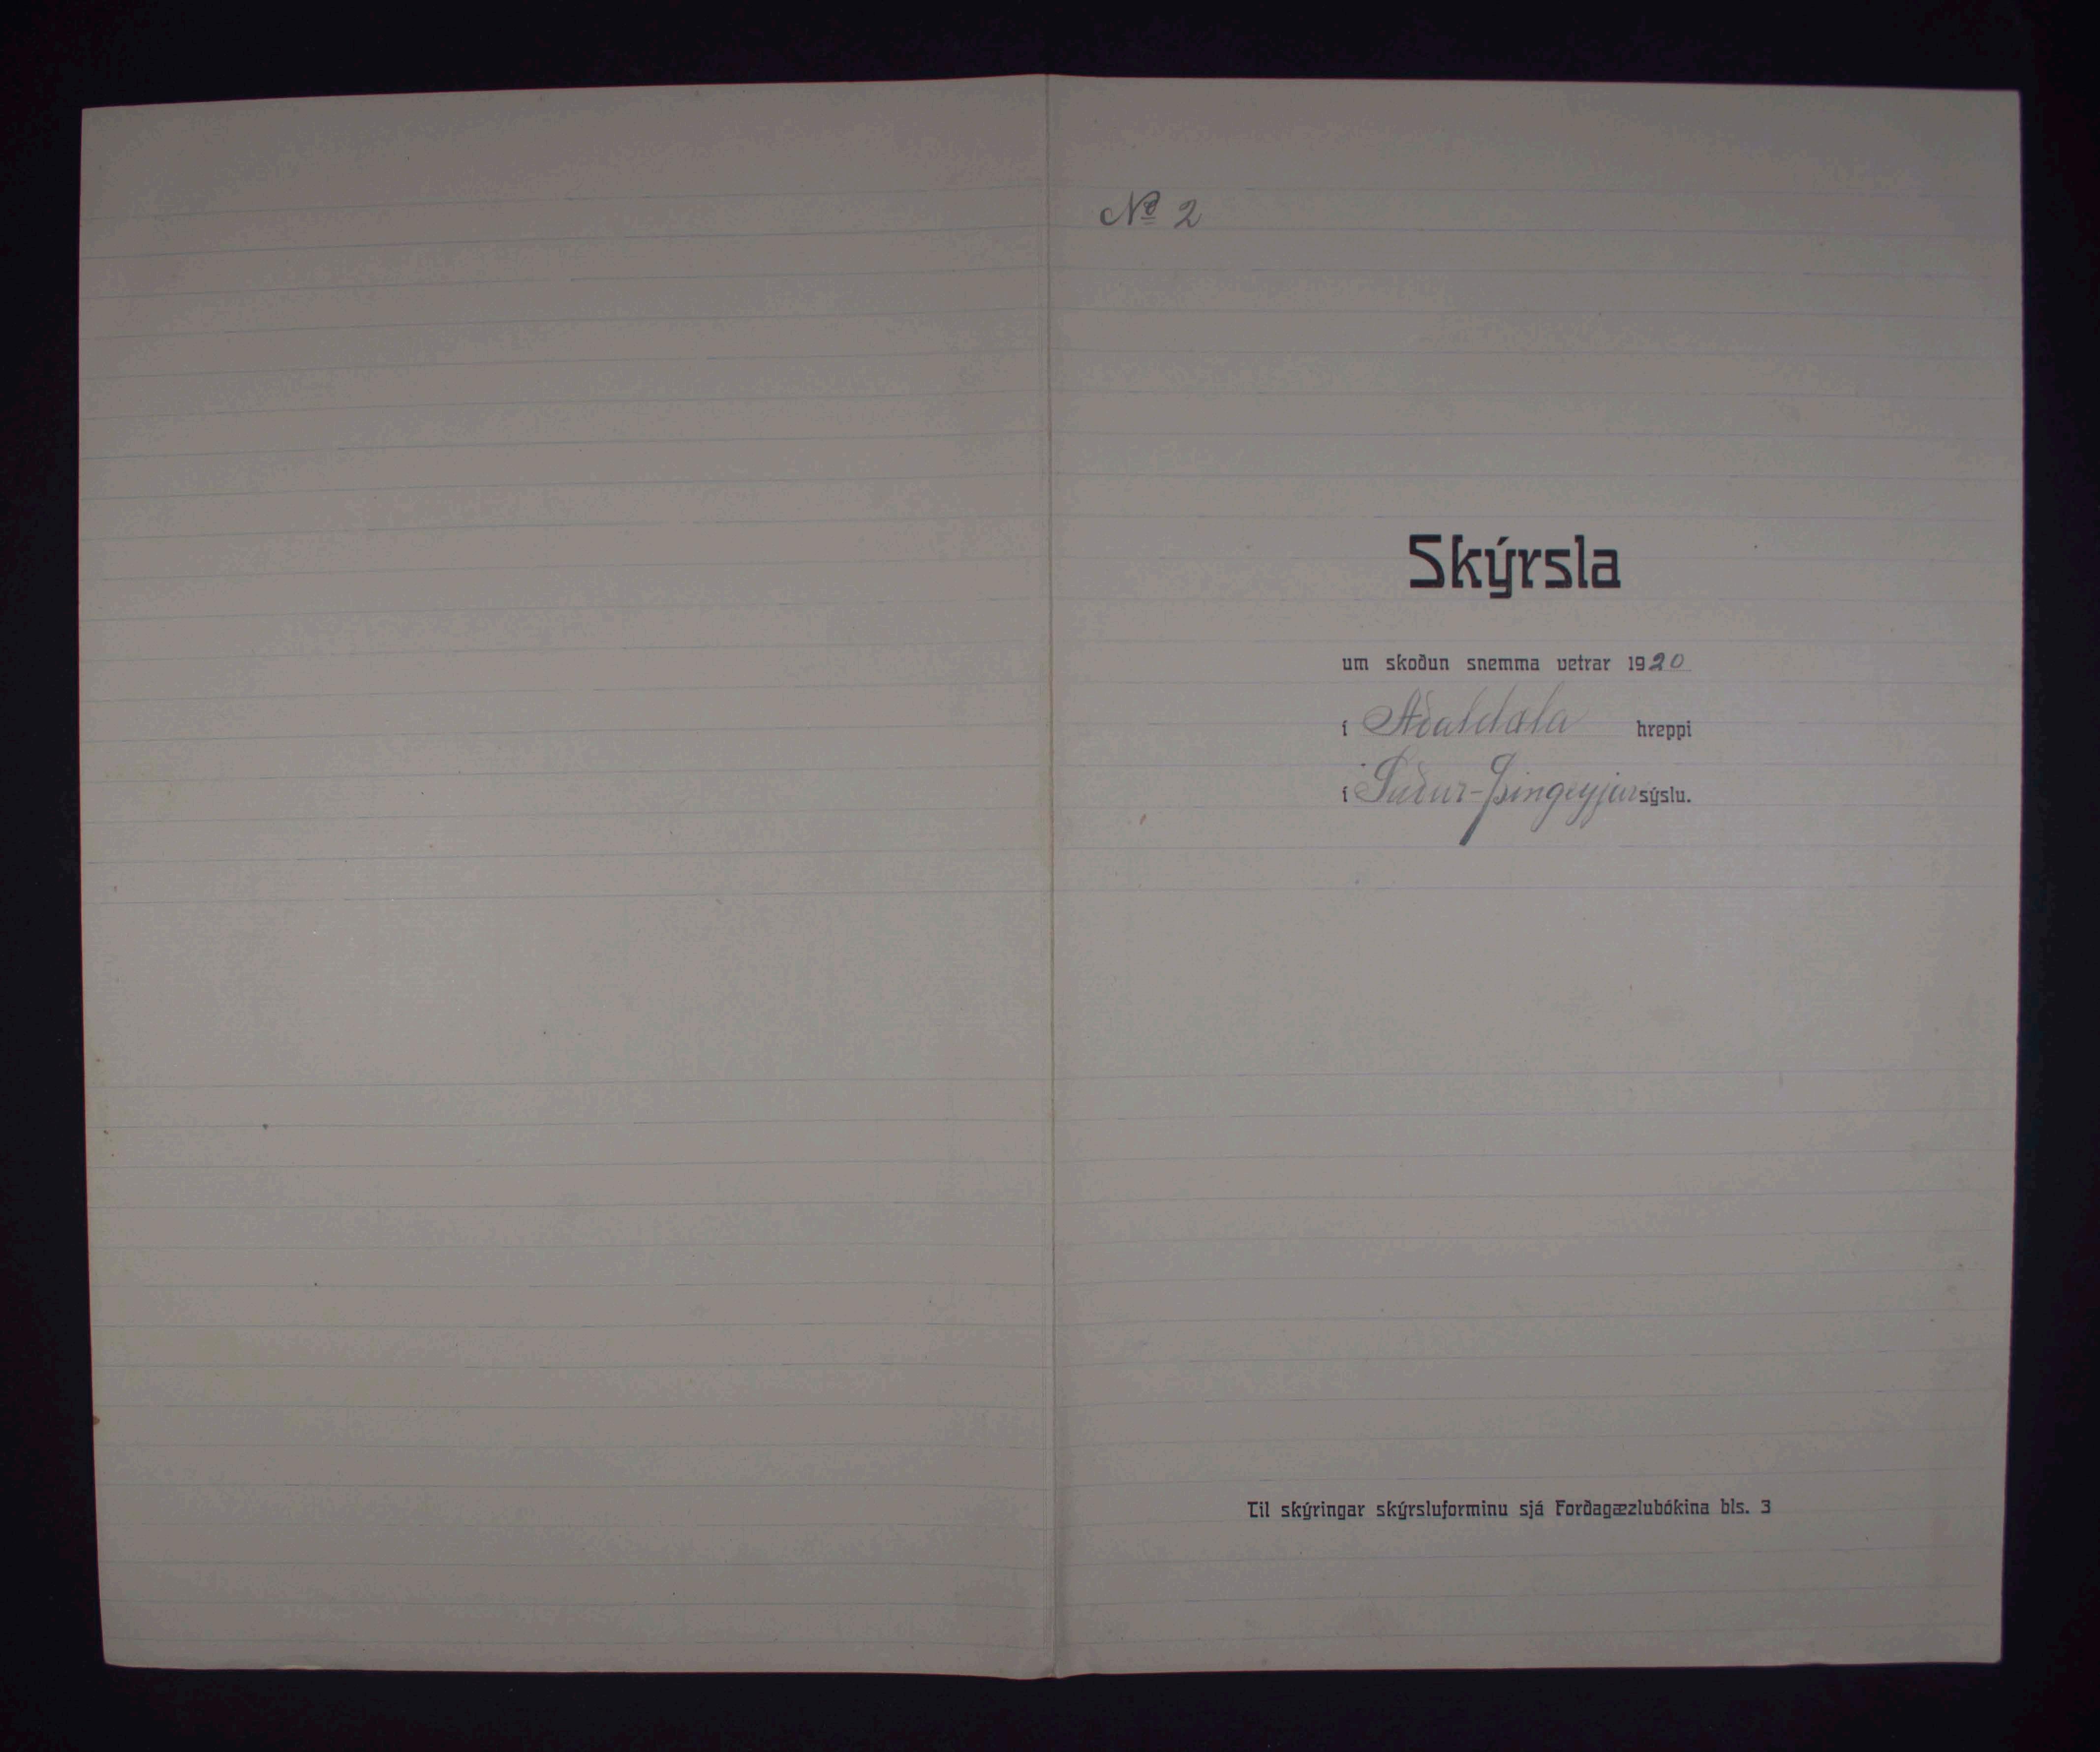 No 2
Skýrsla
um skoðun snemma vetrar 1920
í Aðaldæla hreppi
í Suður-Þingeyjarsýslu.
Til skýringar skýrsluforminu sjá Forðagæzlubókina bls. 3